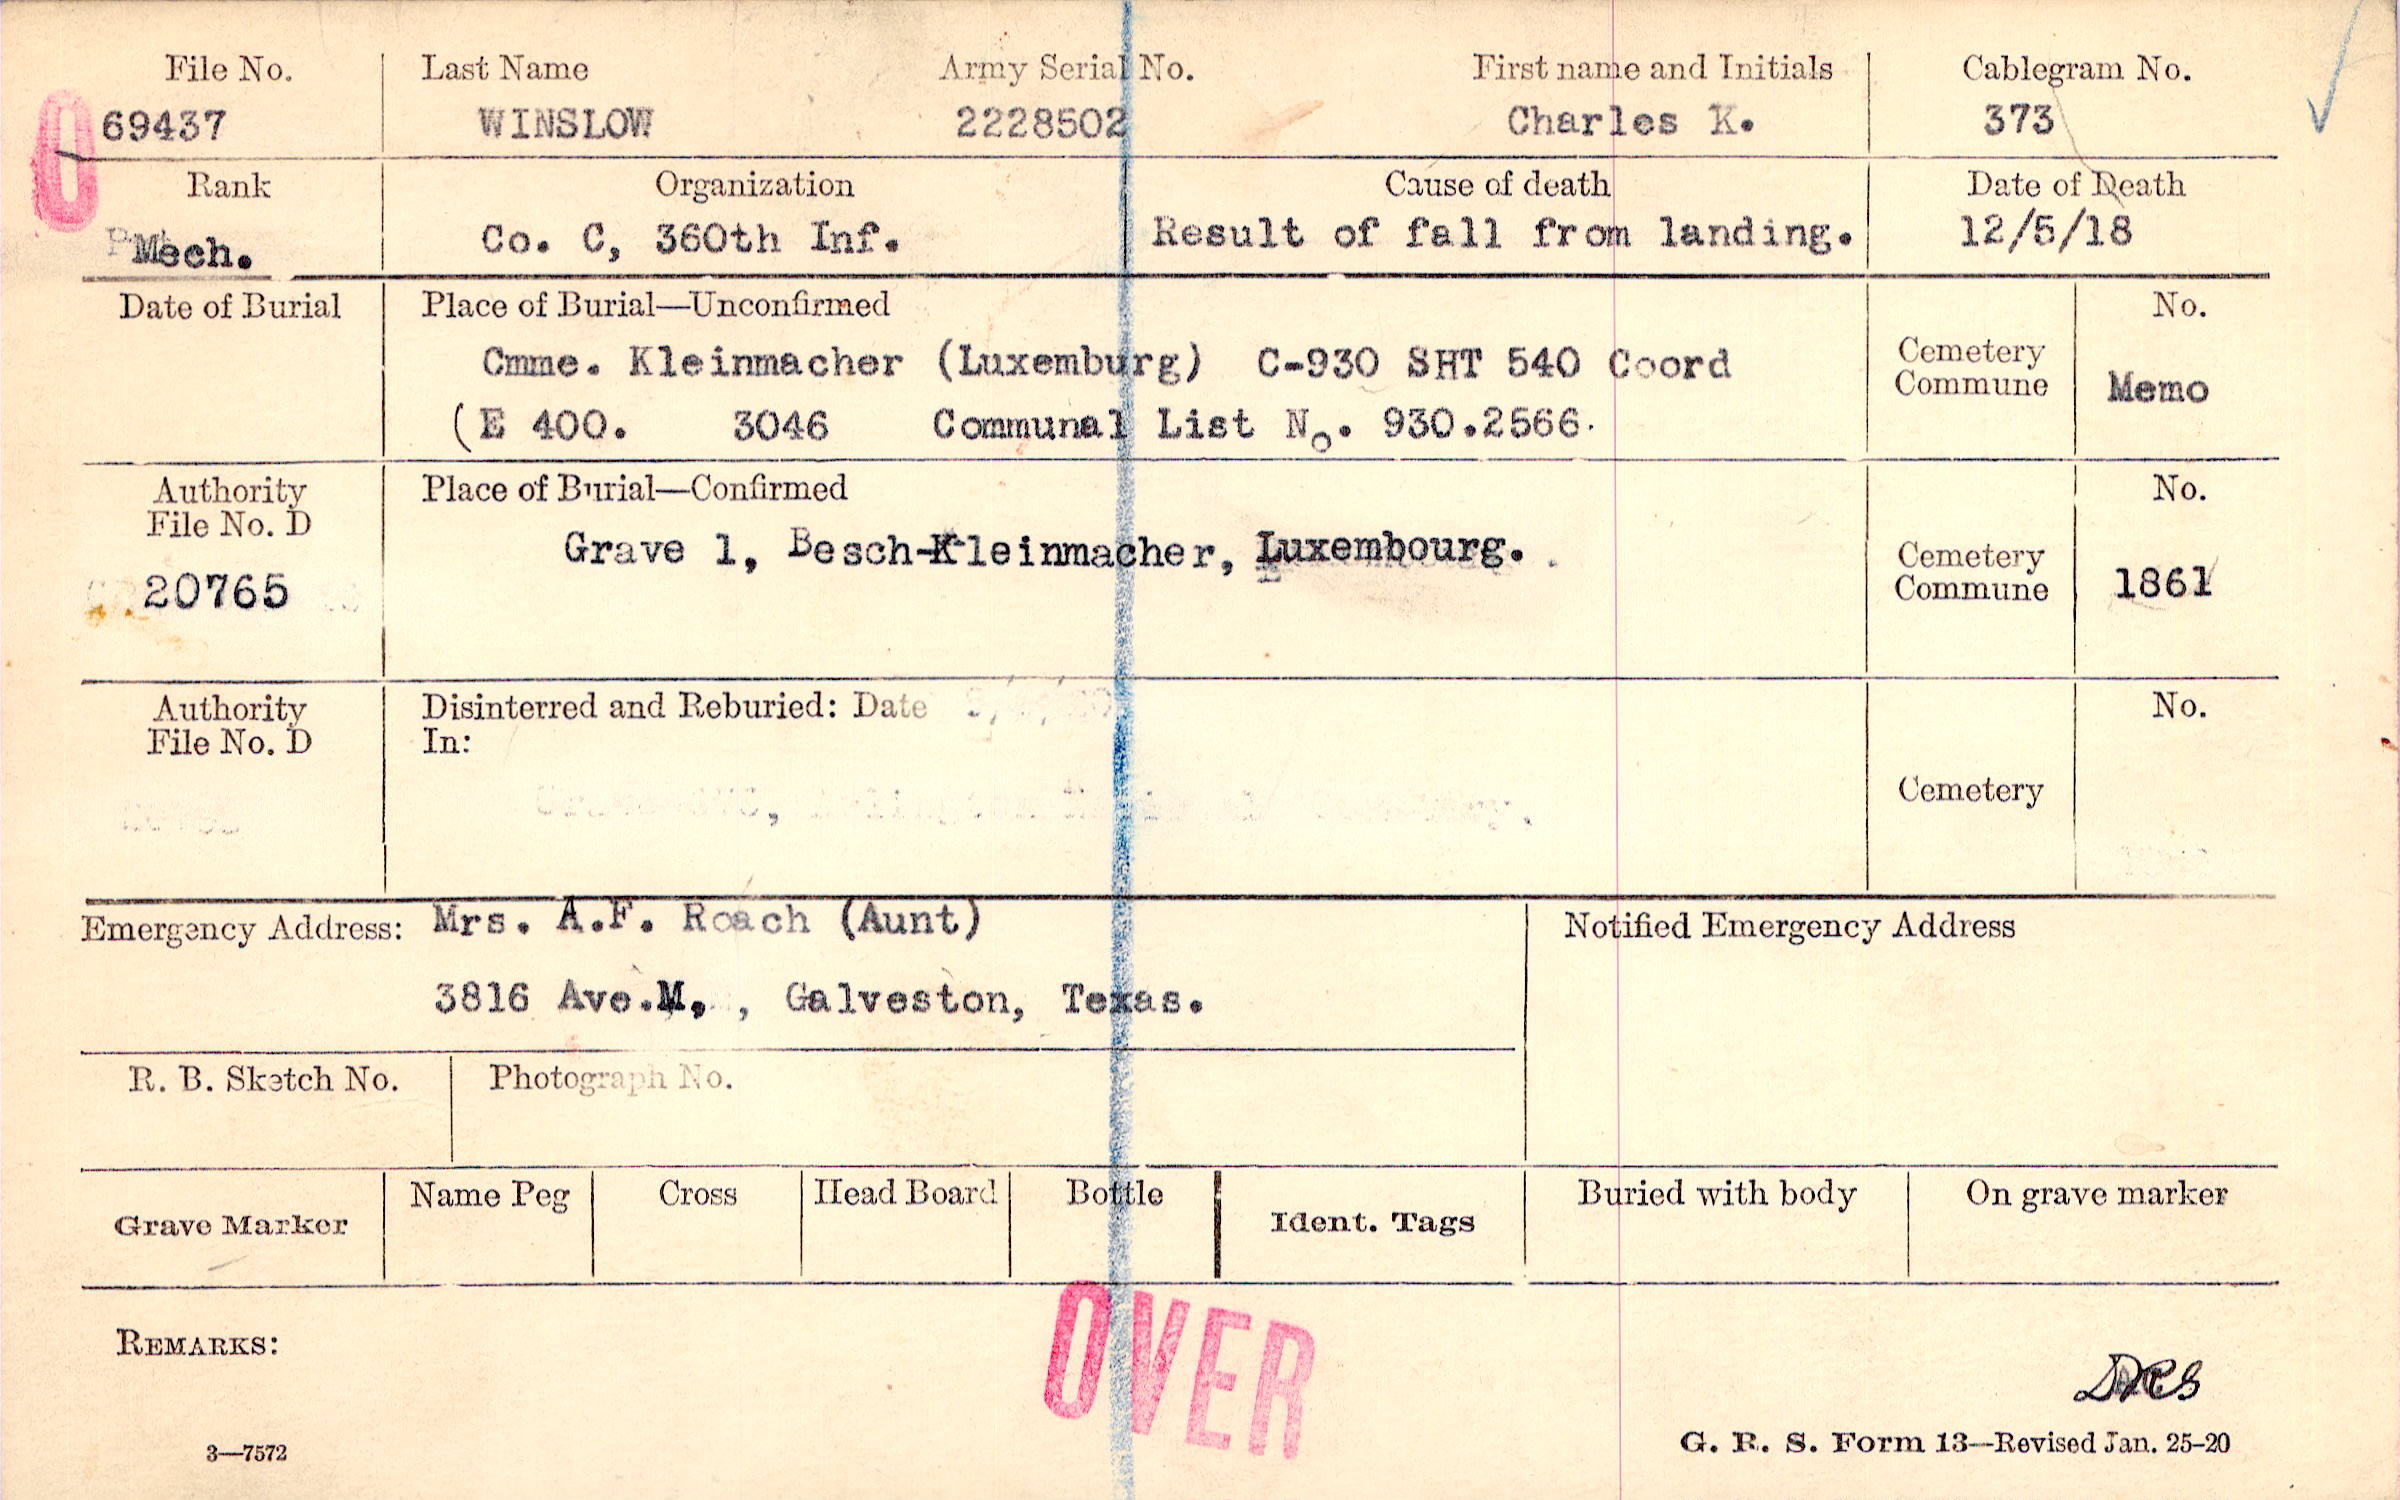 File No. Last Name Army Serial No. First name and Initials Cablegram No.
69437 WINSLOW 2228502 Charles K. 373
Rank Organization Cause of death Date of Death
Mech. Co. C, 360th Inf. Result of fall from landing. 12/5/18
Date of Burial Place of Burial—Unconfirmed No.
Cmme. Kleinmacher (Luxemburg) C-930 SHT 540 Coord Cemetery
Commune Memo
(E 400. 3046 Communal List No. 930.2566.
Authority Place of Burial—Confirmed No.
File No. D
Grave 1, Besch-Kleinmacher, Luxembourg. Cemetery
20765 Commune 1861
Authority Disinterred and Reburied: Date No.
File No. D In:
Cemetery
Emergency Address: Mrs. A.F. Roach (Aunt) Notified Emergency Address
3816 Ave.M, , Galveston, Texas.
R. B. Sketch No. Photograph No.
Name Peg Cross Head Board Bottle Buried with body On grave marker
Grave Marker Ident. Tags
OVER
REMARKS:
3—7572 G. R. S. Form 13—Revised Jan. 25-20